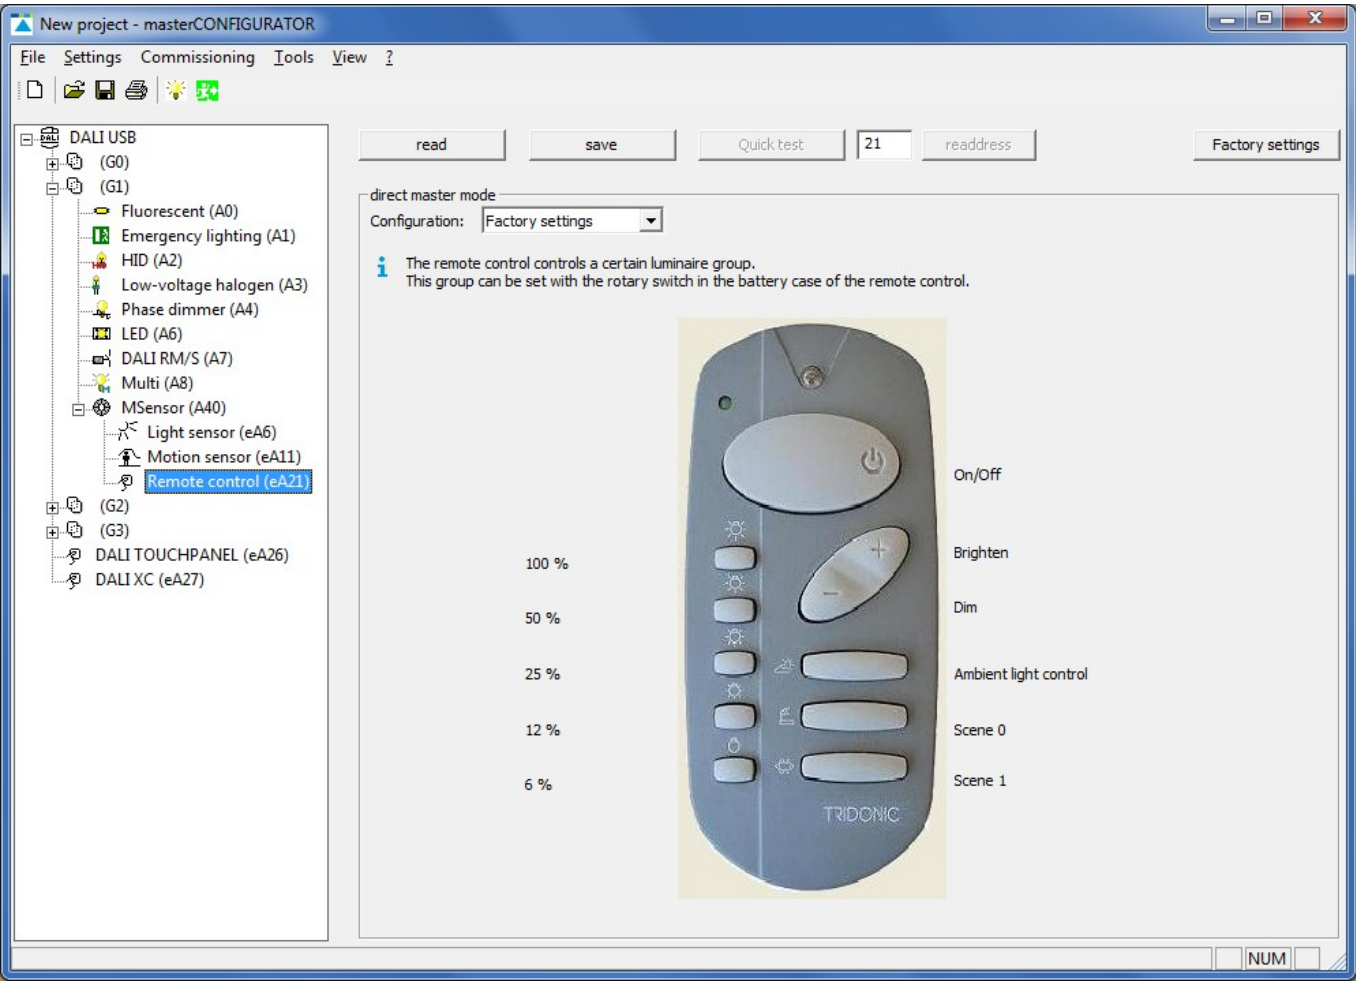 New project - masterCONFIGURATOR
File Settings Commissioning Tools View ?
DALI USB
(G0)
(G1)
Fluorescent (A0)
Emergency lighting (A1)
HID (A2)
Low-voltage halogen (A3)
Phase dimmer (A4)
LED (A6)
DALI RM/S (A7)
Multi (A8)
MSensor (A40)
Light sensor (eA6)
Motion sensor (eA11)
Remote control (eA21)
(G2)
(G3)
DALI TOUCHPANEL (eA26)
DALI XC (eA27)
read save Quick test 21 readdress Factory settings
direct master mode
Configuration: Factory settings
The remote control controls a certain luminaire group.
This group can be set with the rotary switch in the battery case of the remote control.
On/Off
100 %
Brighten
50 %
Dim
25 %
Ambient light control
12 %
Scene 0
6 %
Scene 1
TRIDONIC
NUM